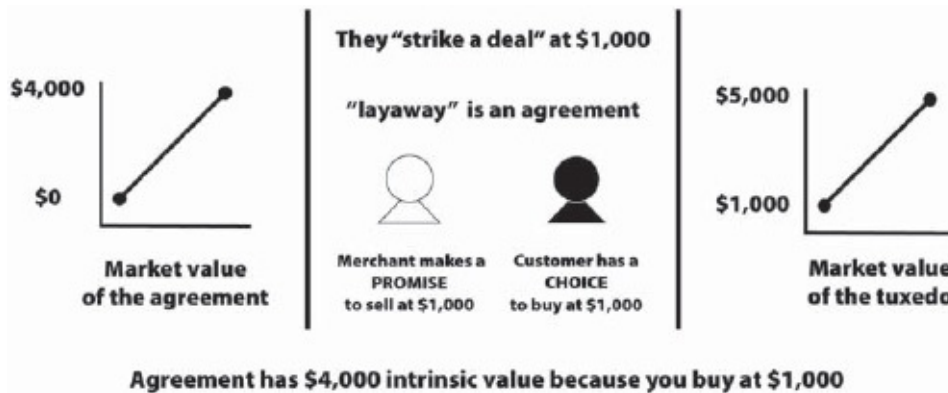 $4,000
$0
Market value
of the agreement
They "strike a deal" at $1,000
"layaway" is an agreement
Merchant makes a
PROMISE
to sell at $1,000
Customer has a
CHOICE
to buy at $1,000
$5,000
$1,000
Market value
of the tuxedo
Agreement has $4,000 intrinsic value because you buy at $1,000